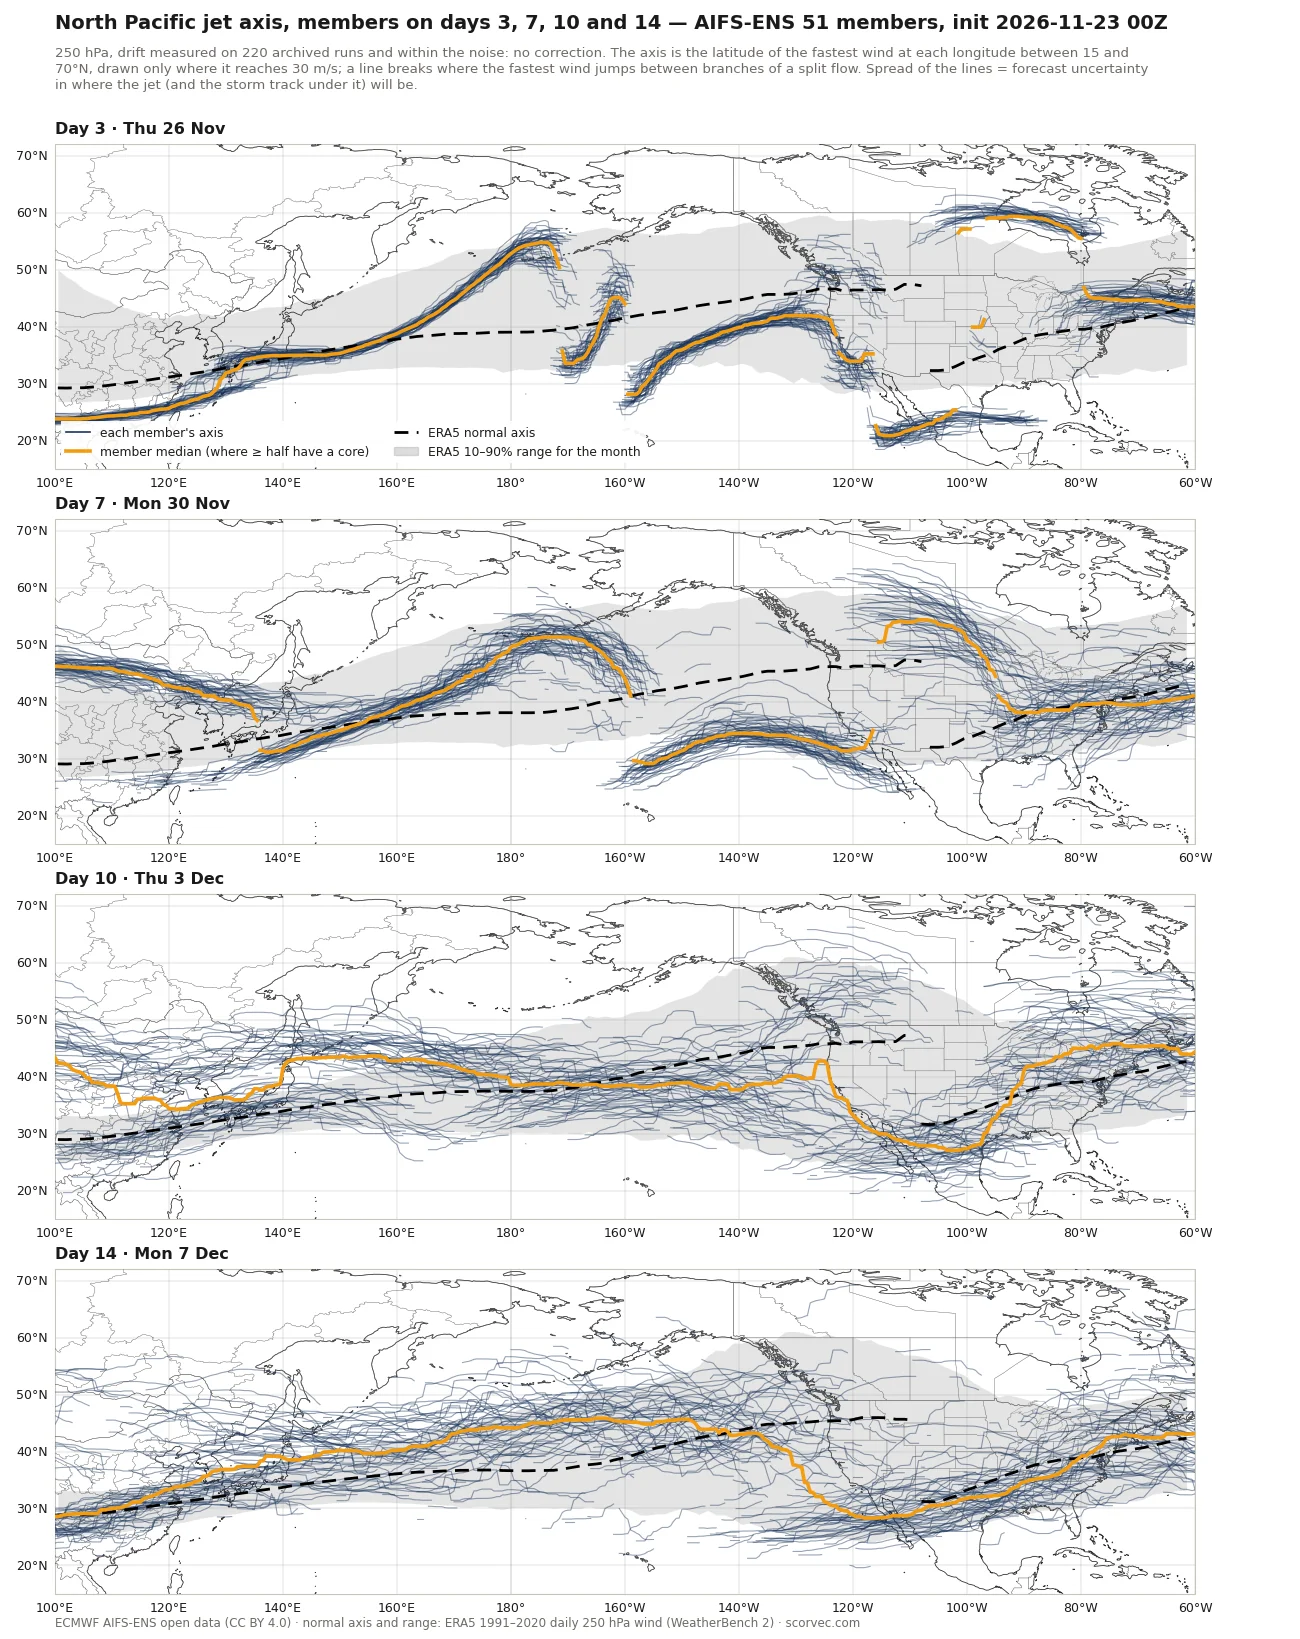 North Pacific jet axis, members on days 3, 7, 10 and 14 — AIFS-ENS 51 members, init 2026-11-23 00Z
250 hPa, drift measured on 220 archived runs and within the noise: no correction. The axis is the latitude of the fastest wind at each longitude between 15 and
70°N, drawn only where it reaches 30 m/s; a line breaks where the fastest wind jumps between branches of a split flow. Spread of the lines = forecast uncertainty
in where the jet (and the storm track under it) will be.
Day 3 · Thu 26 Nov
70°N
60°N
50°N
40°N
30°N
20°N
each member's axis
member median (where ≥ half have a core)
ERA5 normal axis
ERA5 10–90% range for the month
100°E 120°E 140°E 160°E 180° 160°W 140°W 120°W 100°W 80°W 60°W
Day 7 · Mon 30 Nov
70°N
60°N
50°N
40°N
30°N
20°N
100°E 120°E 140°E 160°E 180° 160°W 140°W 120°W 100°W 80°W 60°W
Day 10 · Thu 3 Dec
70°N
60°N
50°N
40°N
30°N
20°N
100°E 120°E 140°E 160°E 180° 160°W 140°W 120°W 100°W 80°W 60°W
Day 14 · Mon 7 Dec
70°N
60°N
50°N
40°N
30°N
20°N
100°E 120°E 140°E 160°E 180° 160°W 140°W 120°W 100°W 80°W 60°W
ECMWF AIFS-ENS open data (CC BY 4.0) · normal axis and range: ERA5 1991–2020 daily 250 hPa wind (WeatherBench 2) · scorvec.com